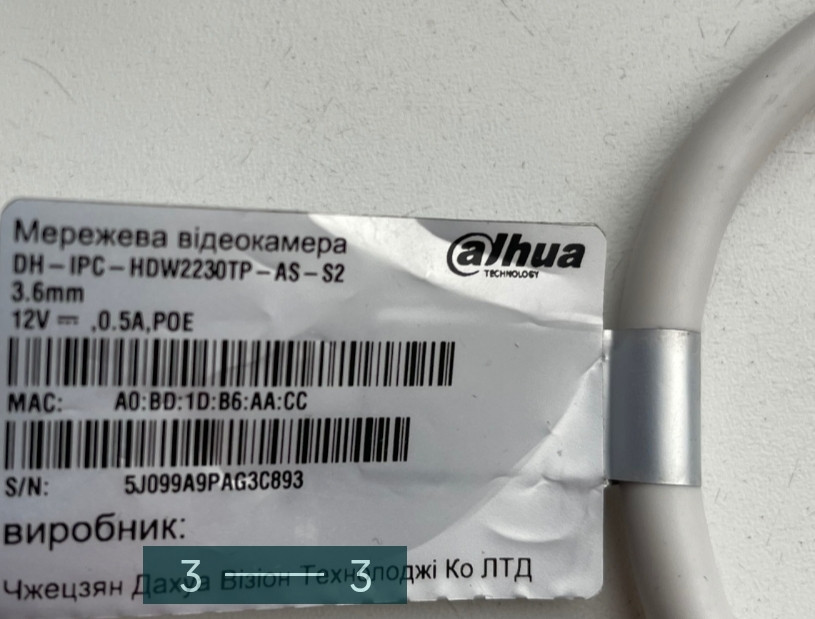 Мережева відеокамера
DH-IPC-HDW2230TP-AS-S2
3.6mm
12V ⎓ ,0.5A,POE
MAC: A0:BD:1D:B6:AA:CC
S/N: 5J099A9PAG3C893
виробник:
Чжецзян Дахуа Візіон Технолоджі Ко ЛТД
alhua
TECHNOLOGY
3 — 3